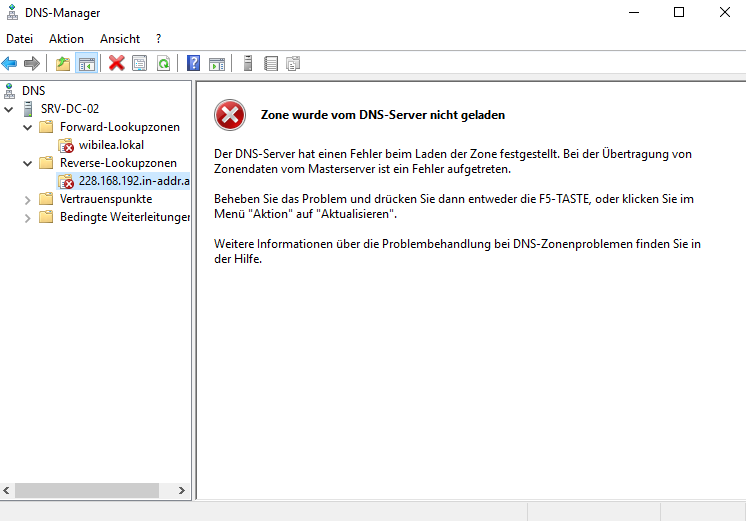 DNS-Manager
Datei Aktion Ansicht ?
DNS
SRV-DC-02
Forward-Lookupzonen
wibilea.lokal
Reverse-Lookupzonen
228.168.192.in-addr.a
Vertrauenspunkte
Bedingte Weiterleitunger
Zone wurde vom DNS-Server nicht geladen
Der DNS-Server hat einen Fehler beim Laden der Zone festgestellt. Bei der Übertragung von
Zonendaten vom Masterserver ist ein Fehler aufgetreten.
Beheben Sie das Problem und drücken Sie dann entweder die F5-TASTE, oder klicken Sie im
Menü "Aktion" auf "Aktualisieren".
Weitere Informationen über die Problembehandlung bei DNS-Zonenproblemen finden Sie in
der Hilfe.